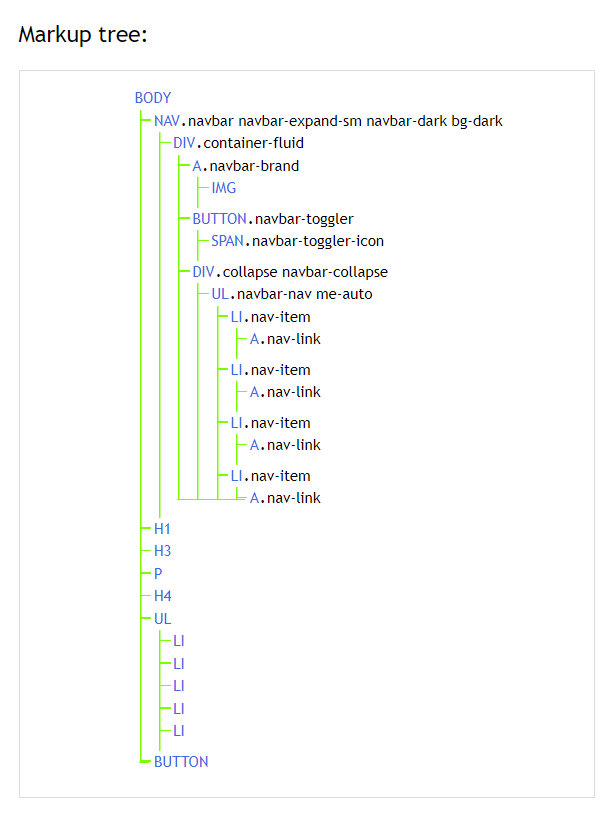 Markup tree:
BODY
NAV.navbar navbar-expand-sm navbar-dark bg-dark
DIV.container-fluid
A.navbar-brand
IMG
BUTTON.navbar-toggler
SPAN.navbar-toggler-icon
DIV.collapse navbar-collapse
UL.navbar-nav me-auto
LI.nav-item
A.nav-link
LI.nav-item
A.nav-link
LI.nav-item
A.nav-link
LI.nav-item
A.nav-link
H1
H3
P
H4
UL
LI
LI
LI
LI
LI
BUTTON